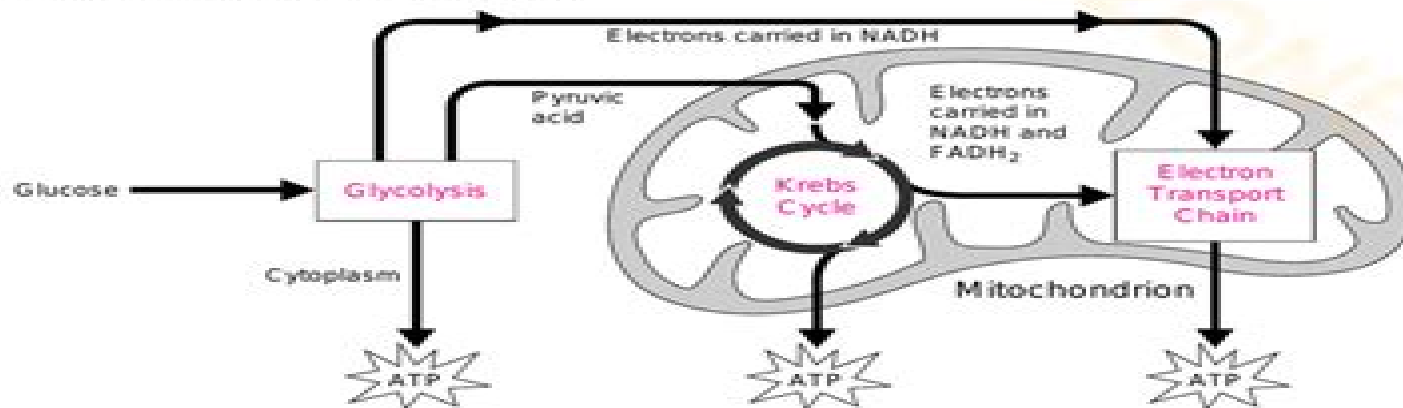 Electrons carried in NADH
Pyruvic
acid
Electrons
carried in
NADH and
FADH₂
Glucose
Glycolysis
Krebs
Cycle
Electron
Transport
Chain
Cytoplasm
Mitochondrion
ATP
ATP
ATP